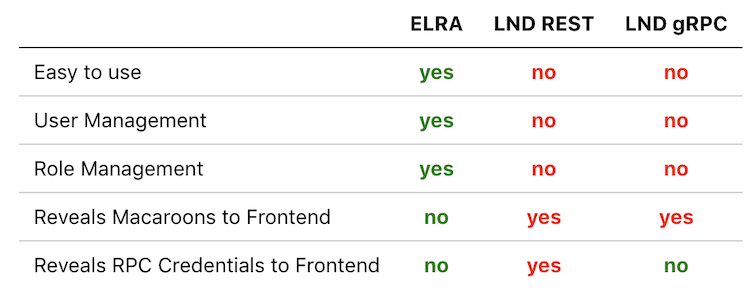 ELRA LND REST LND gRPC
Easy to use yes no no
User Management yes no no
Role Management yes no no
Reveals Macaroons to Frontend no yes yes
Reveals RPC Credentials to Frontend no yes no